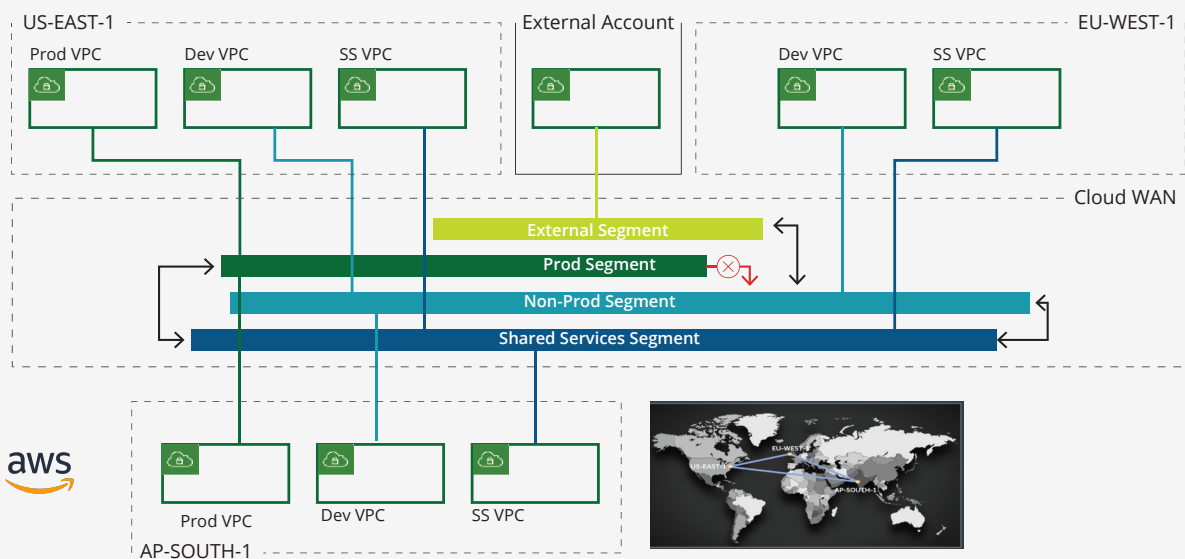 US-EAST-1
External Account
EU-WEST-1
Prod VPC
Dev VPC
SS VPC
Dev VPC
SS VPC
Cloud WAN
External Segment
Prod Segment
Non-Prod Segment
Shared Services Segment
aws
Prod VPC
Dev VPC
SS VPC
AP-SOUTH-1
EU-WEST-1
US-EAST-1
AP-SOUTH-1